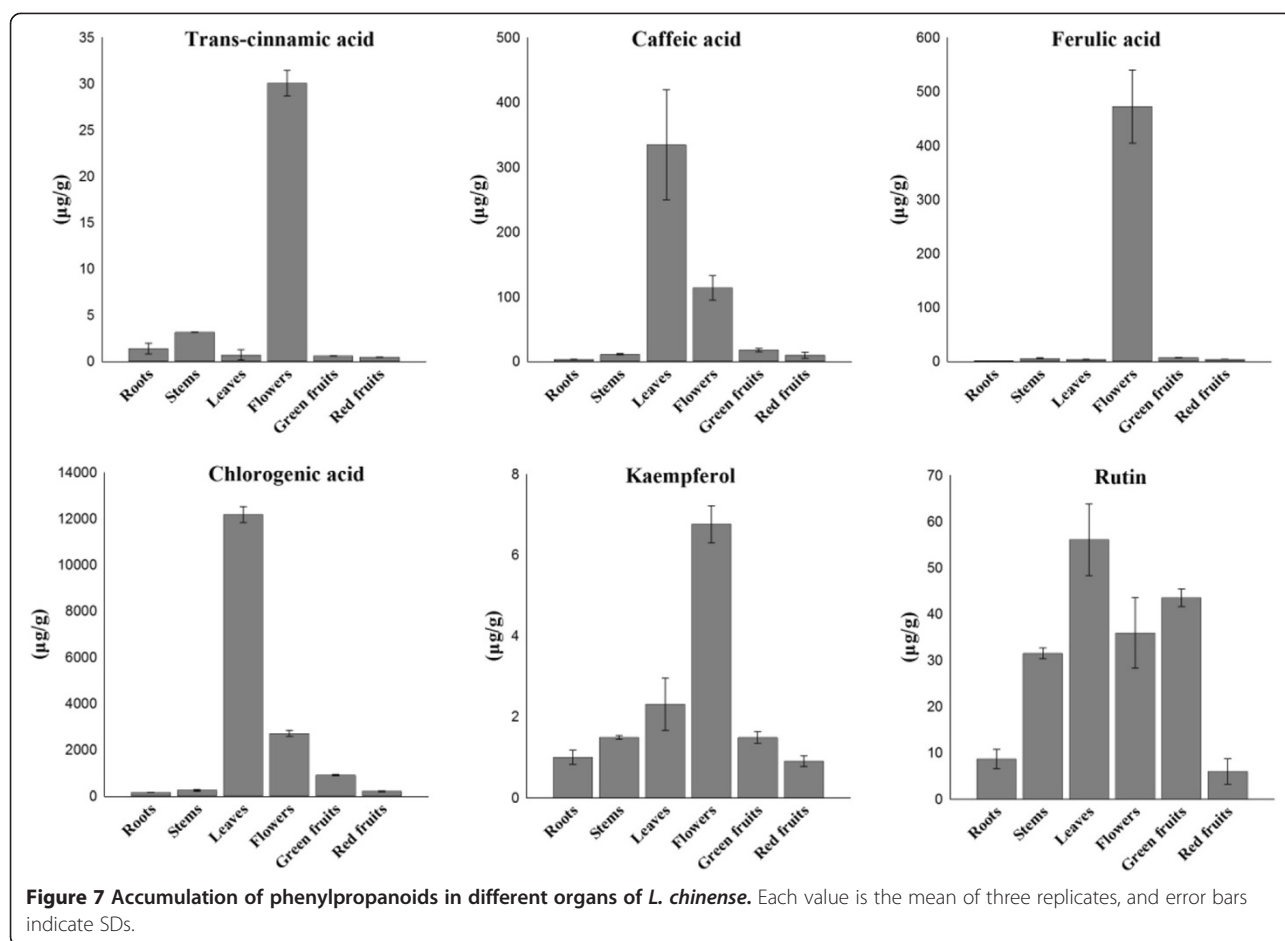 Trans-cinnamic acid
35
30
25
20
15
10
5
0
(µg/g)
Roots
Stems
Leaves
Flowers
Green fruits
Red fruits
Caffeic acid
500
400
300
200
100
0
(µg/g)
Roots
Stems
Leaves
Flowers
Green fruits
Red fruits
Ferulic acid
600
500
400
300
200
100
0
(µg/g)
Roots
Stems
Leaves
Flowers
Green fruits
Red fruits
Chlorogenic acid
14000
12000
10000
8000
6000
4000
2000
0
(µg/g)
Roots
Stems
Leaves
Flowers
Green fruits
Red fruits
Kaempferol
8
6
4
2
0
(µg/g)
Roots
Stems
Leaves
Flowers
Green fruits
Red fruits
Rutin
70
60
50
40
30
20
10
0
(µg/g)
Roots
Stems
Leaves
Flowers
Green fruits
Red fruits
Figure 7 Accumulation of phenylpropanoids in different organs of L. chinense. Each value is the mean of three replicates, and error bars
indicate SDs.